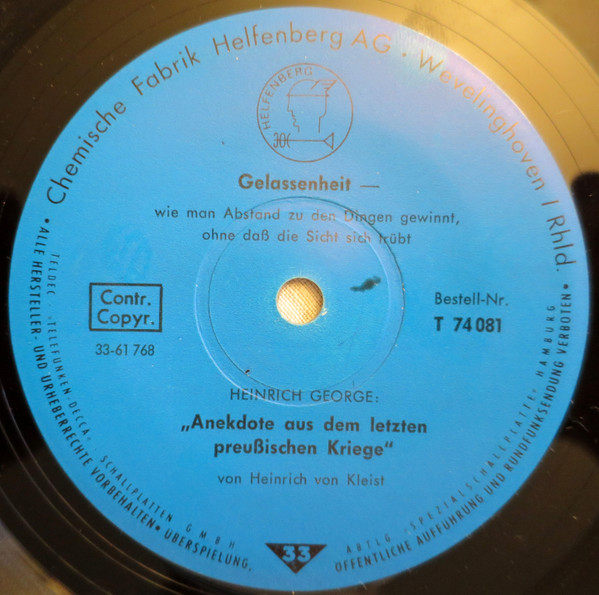 Chemische Fabrik Helfenberg AG · Wevelinghoven / Rhld.
HELFENBERG
Gelassenheit —
wie man Abstand zu den Dingen gewinnt,
ohne daß die Sicht sich trübt
Contr.
Copyr.
33-61 768
Bestell-Nr.
T 74 081
HEINRICH GEORGE:
„Anekdote aus dem letzten
preußischen Kriege“
von Heinrich von Kleist
TELDEC »TELEFUNKEN-DECCA« SCHALLPLATTEN GMBH
ABTLG. »SPEZIALSCHALLPLATTE« HAMBURG
• ALLE HERSTELLER- UND URHEBERRECHTE VORBEHALTEN • ÜBERSPIELUNG,
ÖFFENTLICHE AUFFÜHRUNG UND RUNDFUNKSENDUNG VERBOTEN •
33